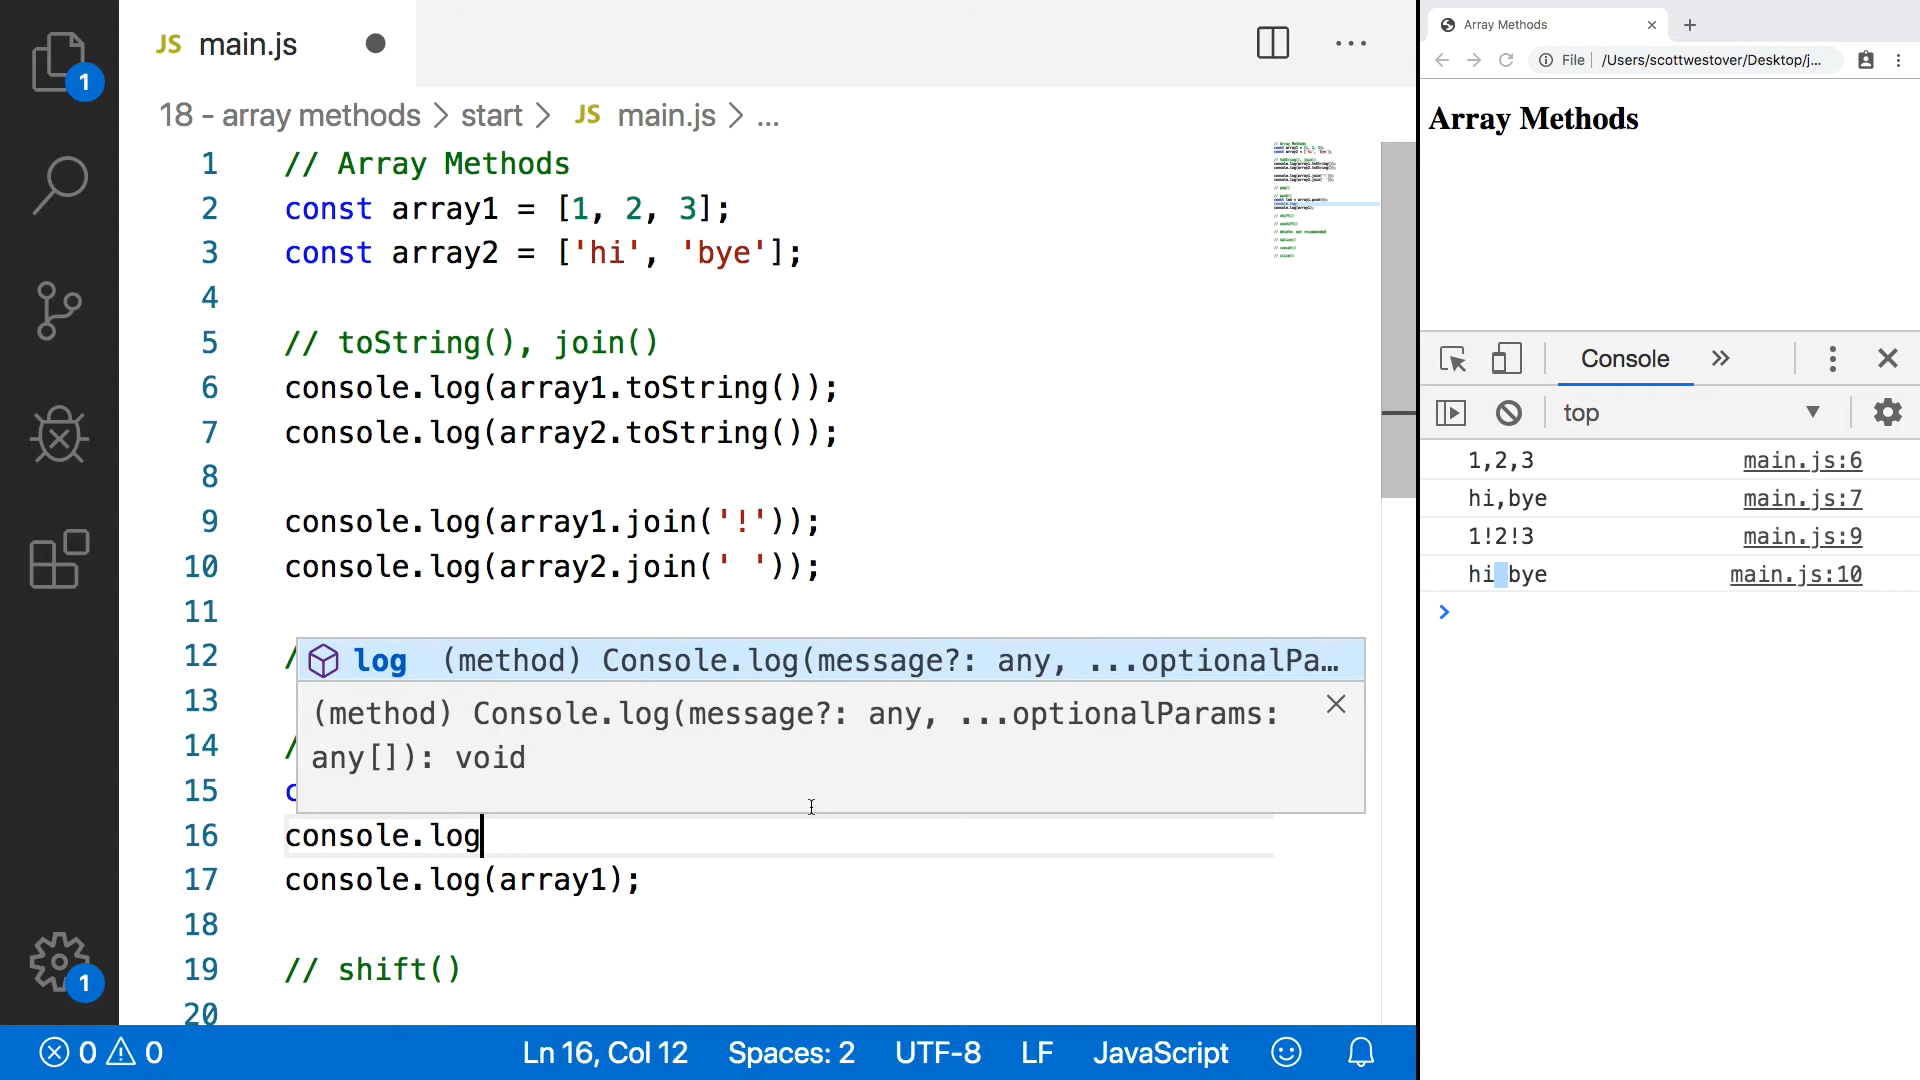 1
1
JS main.js
18 - array methods > start > JS main.js > ...
1 // Array Methods
2 const array1 = [1, 2, 3];
3 const array2 = ['hi', 'bye'];
4
5 // toString(), join()
6 console.log(array1.toString());
7 console.log(array2.toString());
8
9 console.log(array1.join('!'));
10 console.log(array2.join(' '));
11
12 /
log (method) Console.log(message?: any, ...optionalPa…
13
(method) Console.log(message?: any, ...optionalParams:
14 /
any[]): void
15 c
16 console.log
17 console.log(array1);
18
19 // shift()
20
0 0
Ln 16, Col 12
Spaces: 2
UTF-8
LF
JavaScript
Array Methods
File | /Users/scottwestover/Desktop/j...
Array Methods
Console
top
1,2,3 main.js:6
hi,bye main.js:7
1!2!3 main.js:9
hi bye main.js:10